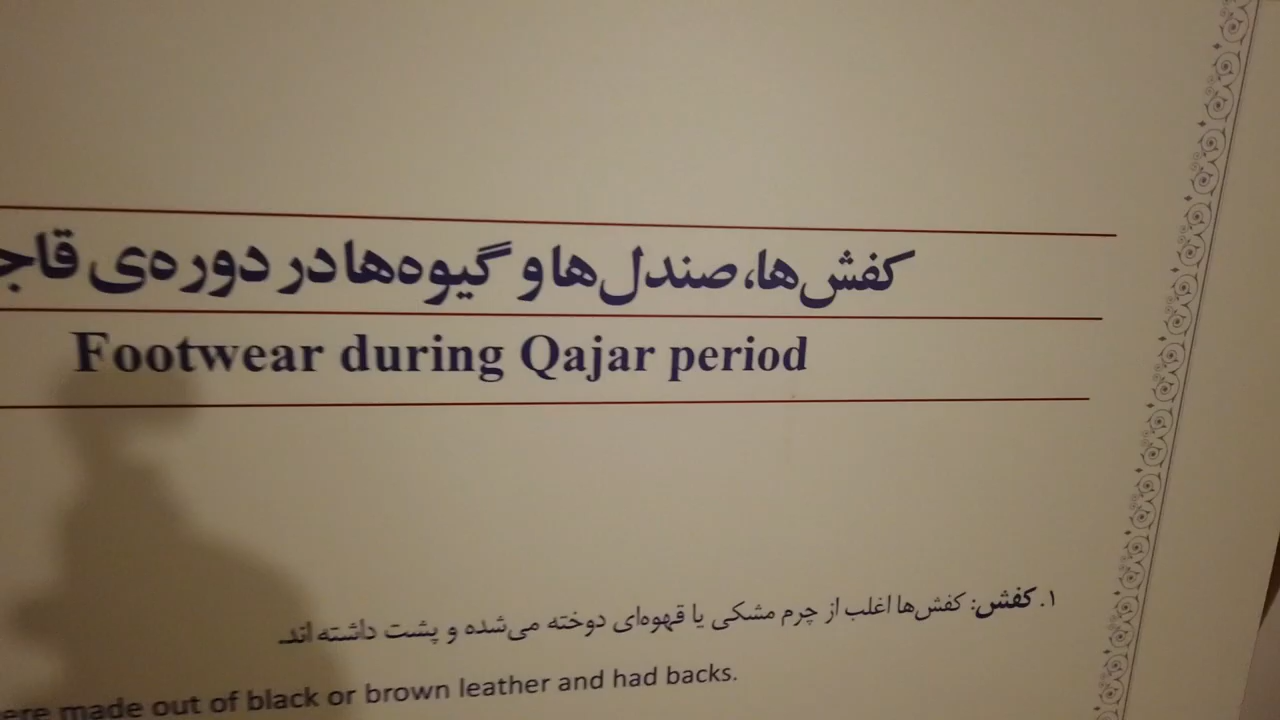 کفش‌ها، صندل‌ها و گیوه‌ها در دوره‌ی
Footwear during Qajar period
۱. کفش: کفش‌ها اغلب از چرم مشکی یا قهوه‌ای دوخته می‌شده و پشت داشته اند.
made out of black or brown leather and had backs.